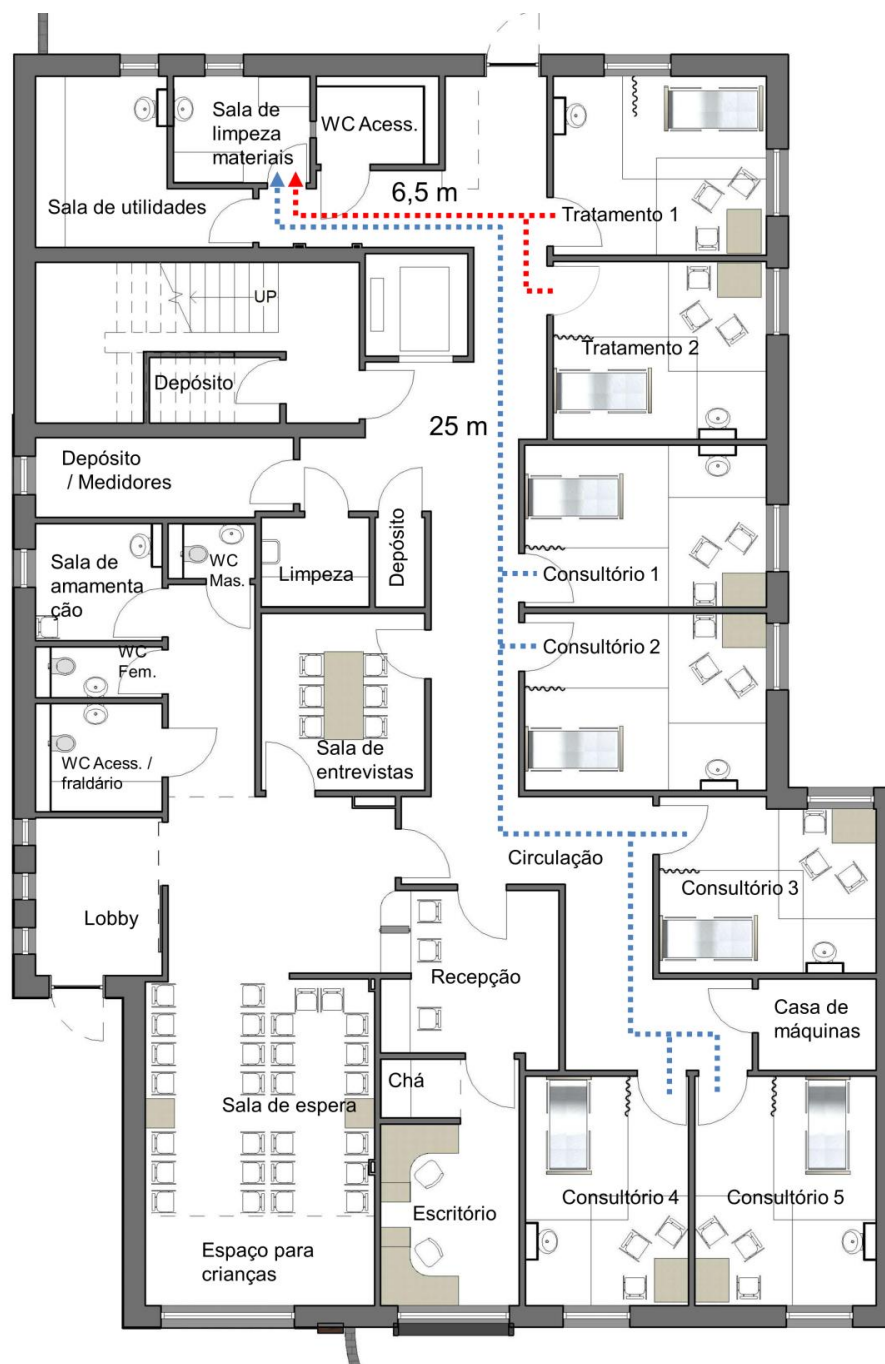 Sala de
limpeza
materiais
WC Acess.
6,5 m
Sala de utilidades
Tratamento 1
UP
Tratamento 2
Depósito
25 m
Depósito
/ Medidores
Sala de
amamenta
ção
WC
Mas.
Limpeza
Depósito
Consultório 1
Consultório 2
WC
Fem.
Sala de
entrevistas
WC Acess. /
fraldário
Circulação
Consultório 3
Lobby
Recepção
Casa de
máquinas
Chá
Sala de espera
Consultório 4
Consultório 5
Escritório
Espaço para
crianças